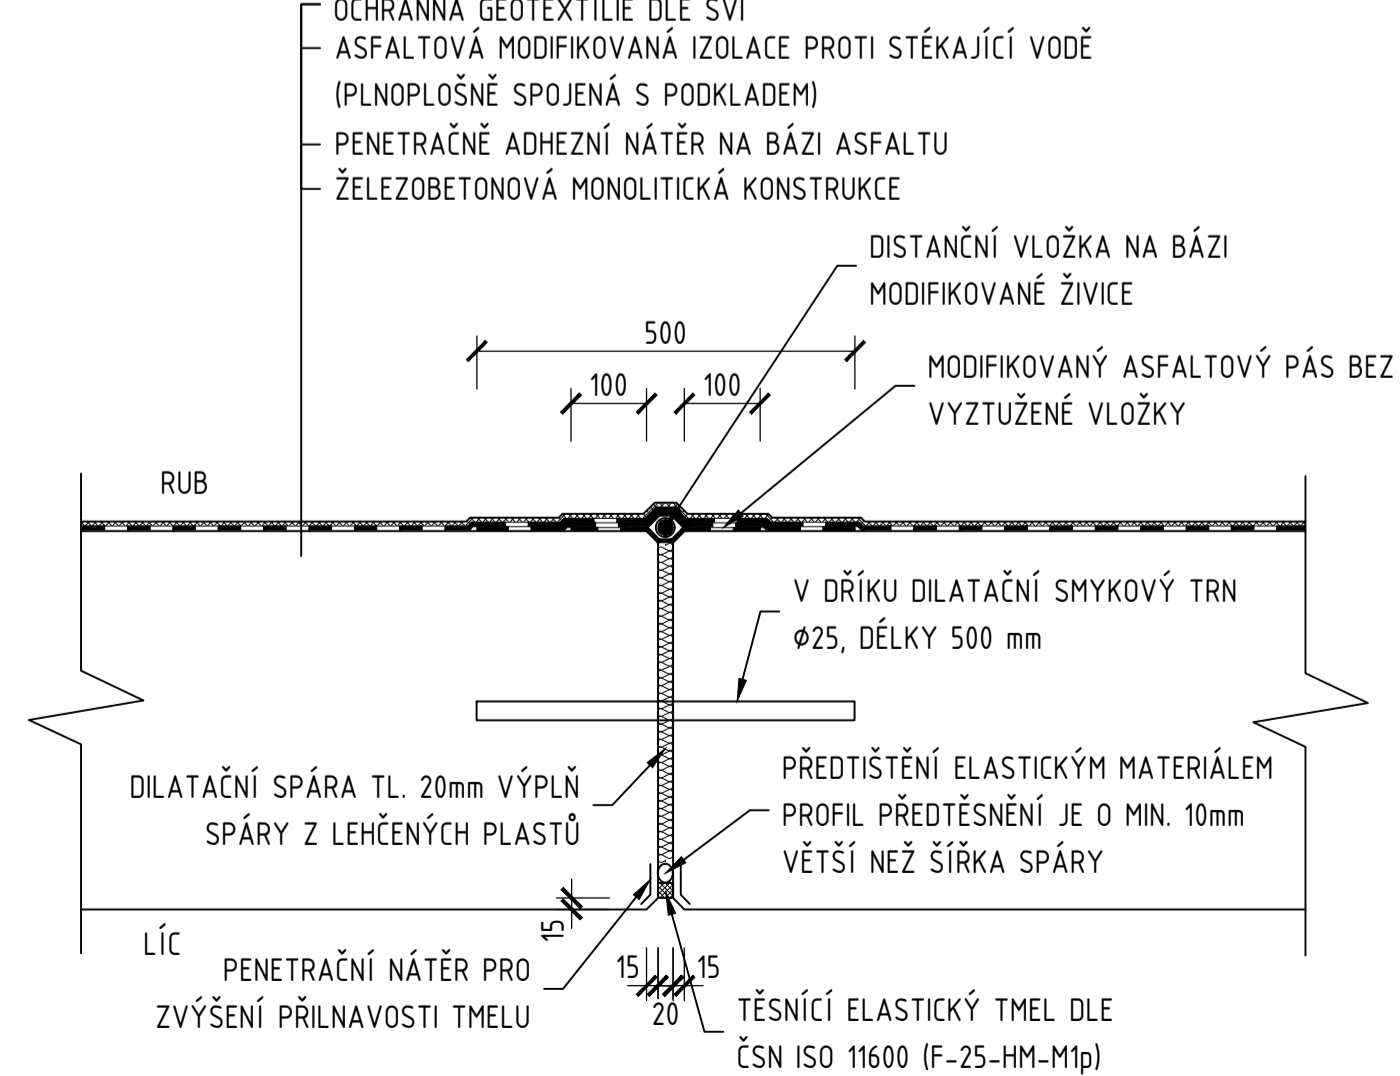 OCHRANNÁ GEOTEXTILIE DLE SVI
ASFALTOVÁ MODIFIKOVANÁ IZOLACE PROTI STÉKAJÍCÍ VODĚ
(PLNOPLOŠNĚ SPOJENÁ S PODKLADEM)
PENETRAČNĚ ADHEZNÍ NÁTĚR NA BÁZI ASFALTU
ŽELEZOBETONOVÁ MONOLITICKÁ KONSTRUKCE
DISTANČNÍ VLOŽKA NA BÁZI
MODIFIKOVANÉ ŽIVICE
500
100 100
MODIFIKOVANÝ ASFALTOVÝ PÁS BEZ
VYZTUŽENÉ VLOŽKY
RUB
V DŘÍKU DILATAČNÍ SMYKOVÝ TRN
Ø25, DÉLKY 500 mm
DILATAČNÍ SPÁRA TL. 20mm VÝPLŇ
SPÁRY Z LEHČENÝCH PLASTŮ
PŘEDTIŠTĚNÍ ELASTICKÝM MATERIÁLEM
PROFIL PŘEDTĚSNĚNÍ JE O MIN. 10mm
VĚTŠÍ NEŽ ŠÍŘKA SPÁRY
15
LÍC
PENETRAČNÍ NÁTĚR PRO
ZVÝŠENÍ PŘILNAVOSTI TMELU
15 15
20
TĚSNÍCÍ ELASTICKÝ TMEL DLE
ČSN ISO 11600 (F-25-HM-M1p)